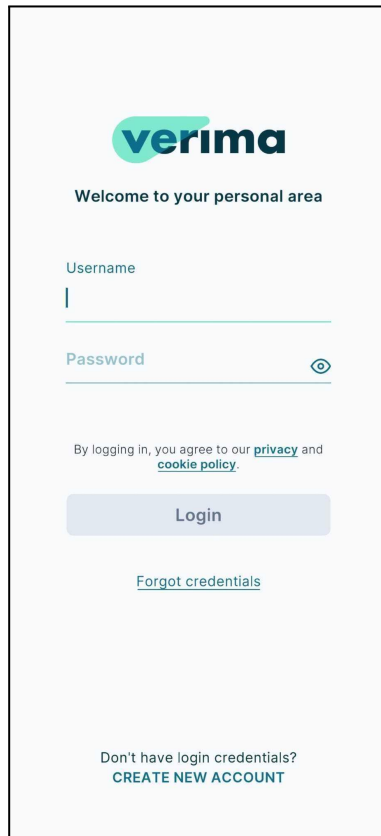 verima
Welcome to your personal area
Username
Password
By logging in, you agree to our privacy and
cookie policy.
Login
Forgot credentials
Don't have login credentials?
CREATE NEW ACCOUNT